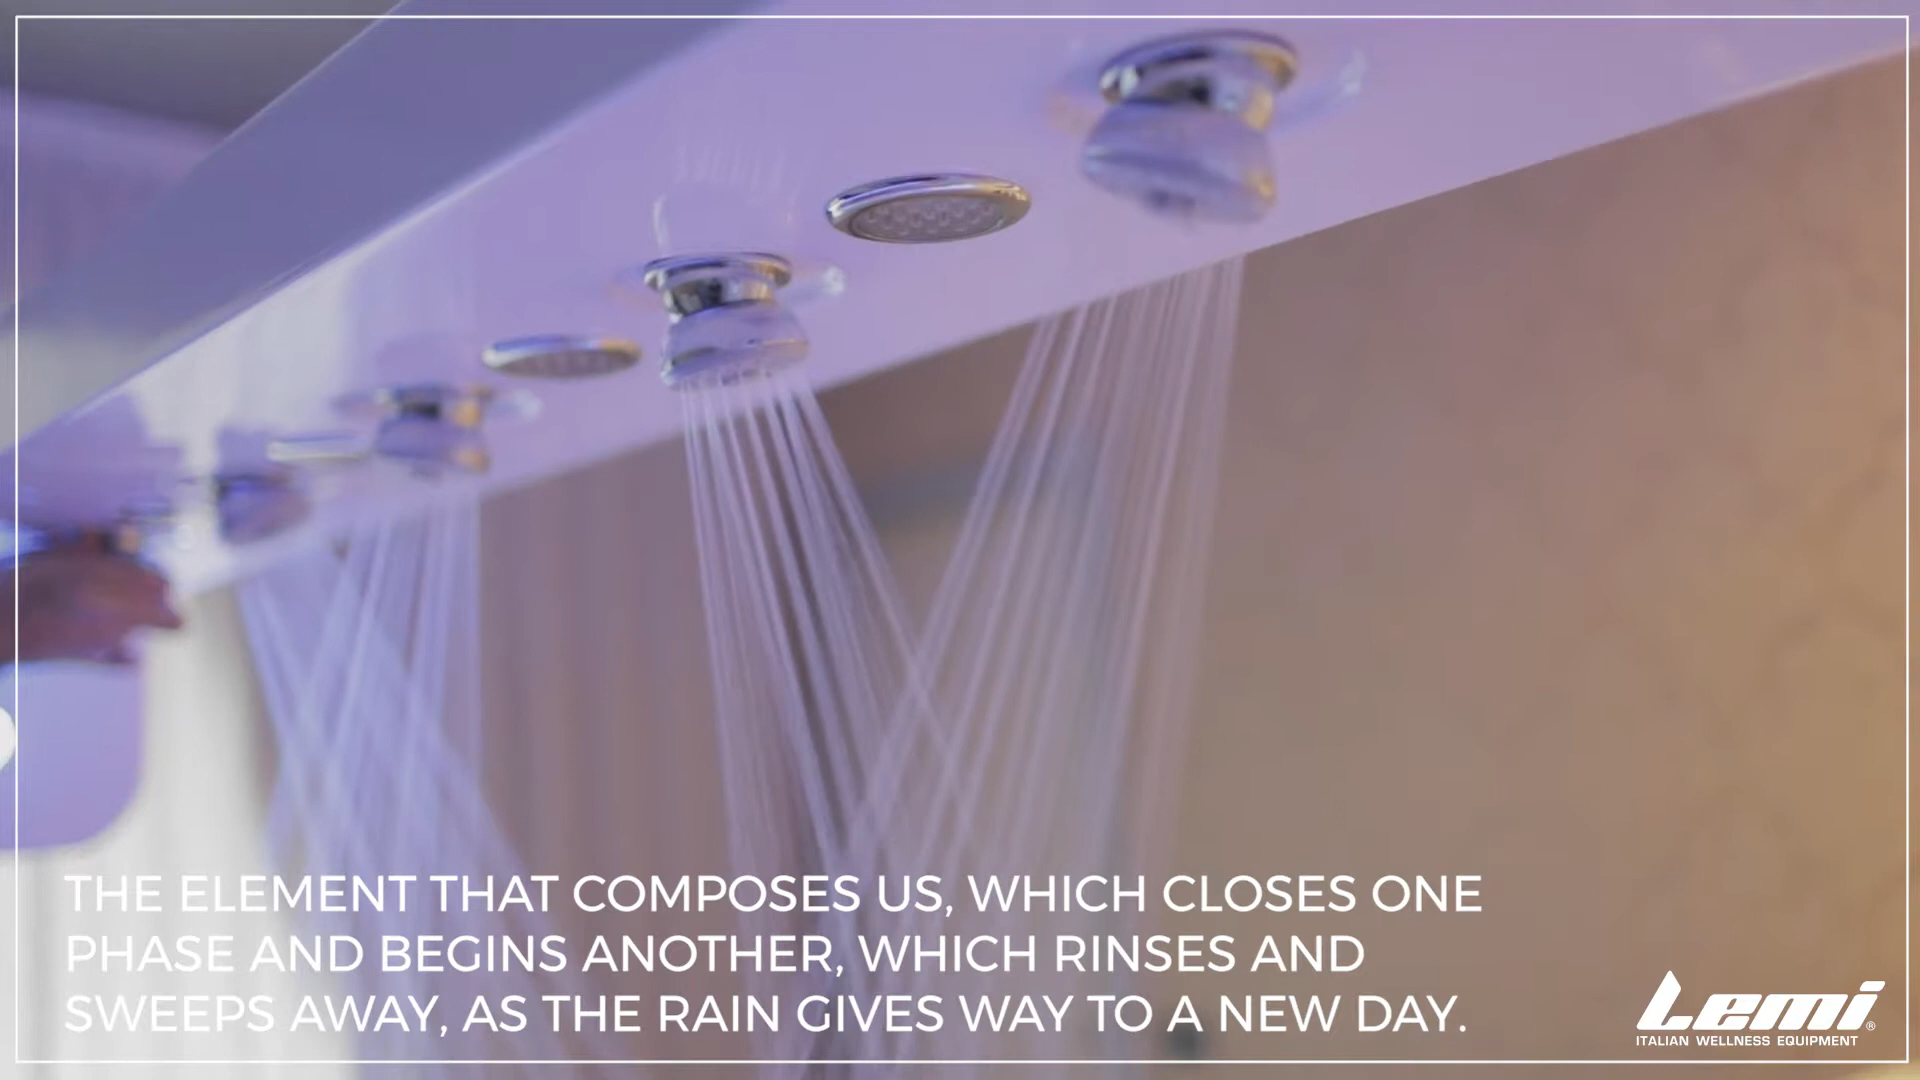 THE ELEMENT THAT COMPOSES US, WHICH CLOSES ONE
PHASE AND BEGINS ANOTHER, WHICH RINSES AND
SWEEPS AWAY, AS THE RAIN GIVES WAY TO A NEW DAY.
Lemi®
ITALIAN WELLNESS EQUIPMENT